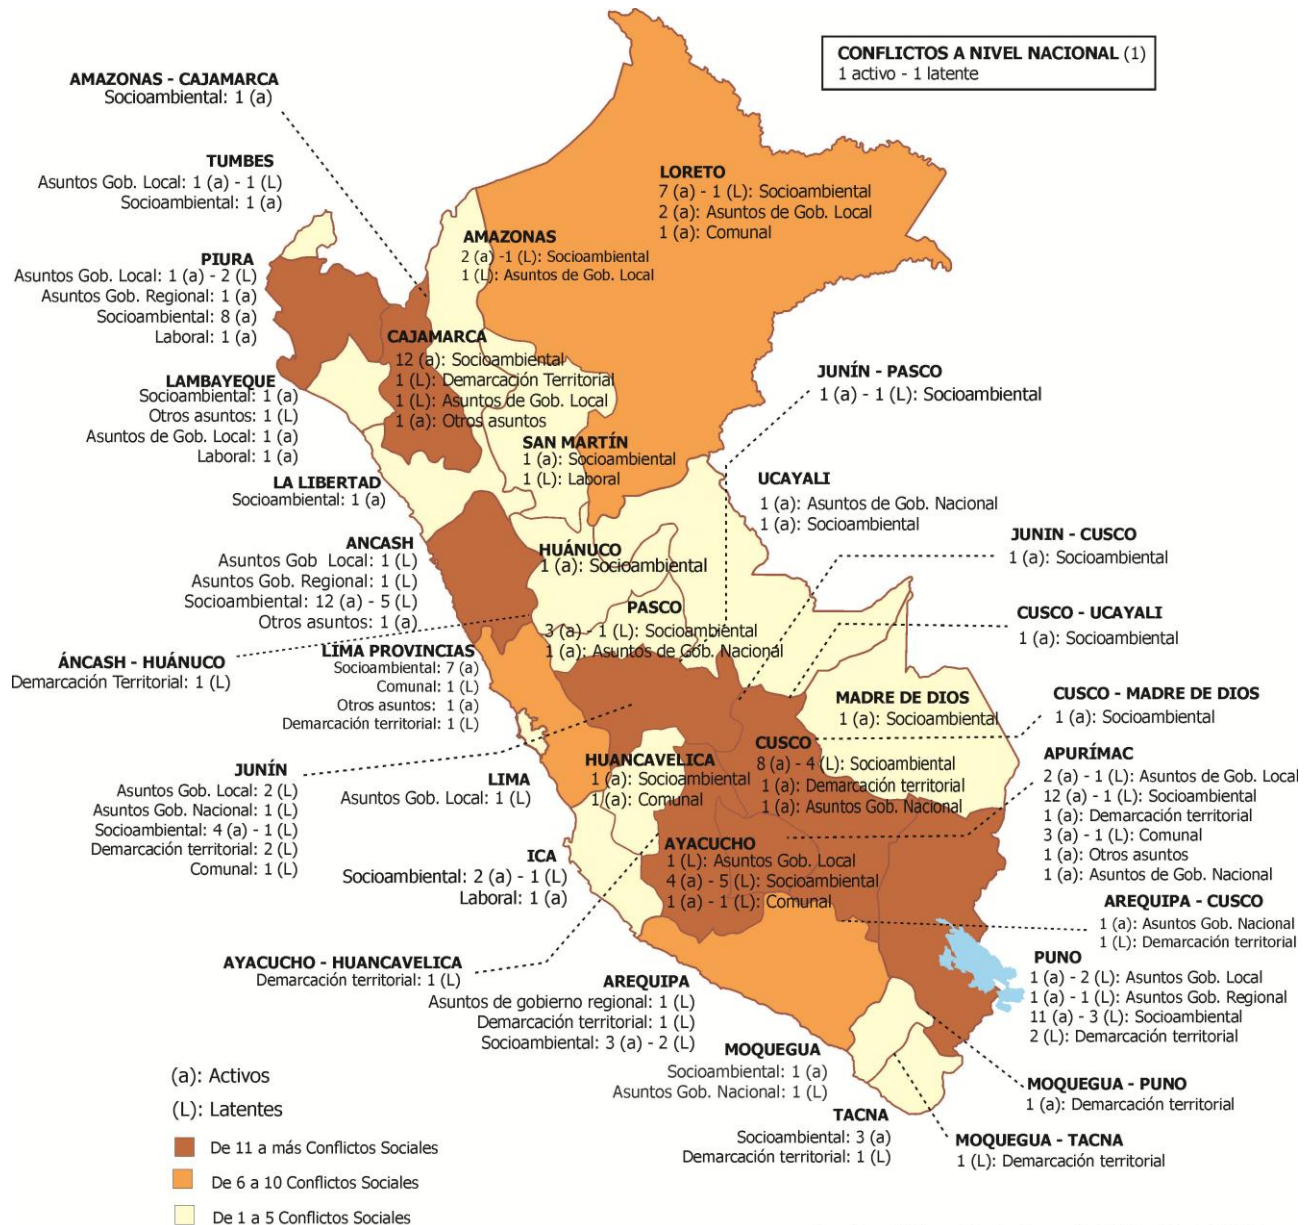 CONFLICTOS A NIVEL NACIONAL (1)
1 activo - 1 latente
AMAZONAS - CAJAMARCA
Socioambiental: 1 (a)
TUMBES
Asuntos Gob. Local: 1 (a) - 1 (L)
Socioambiental: 1 (a)
PIURA
Asuntos Gob. Local: 1 (a) - 2 (L)
Asuntos Gob. Regional: 1 (a)
Socioambiental: 8 (a)
Laboral: 1 (a)
LAMBAYEQUE
Socioambiental: 1 (a)
Otros asuntos: 1 (L)
Asuntos de Gob. Local: 1 (a)
Laboral: 1 (a)
LA LIBERTAD
Socioambiental: 1 (a)
ANCASH
Asuntos Gob Local: 1 (L)
Asuntos Gob. Regional: 1 (L)
Socioambiental: 12 (a) - 5 (L)
Otros asuntos: 1 (a)
ÁNCASH - HUÁNUCO
Demarcación Territorial: 1 (L)
LIMA PROVINCIAS
Socioambiental: 7 (a)
Comunal: 1 (L)
Otros asuntos: 1 (a)
Demarcación territorial: 1 (L)
JUNÍN
Asuntos Gob. Local: 2 (L)
Asuntos Gob. Nacional: 1 (L)
Socioambiental: 4 (a) - 1 (L)
Demarcación territorial: 2 (L)
Comunal: 1 (L)
LIMA
Asuntos Gob. Local: 1 (L)
ICA
Socioambiental: 2 (a) - 1 (L)
Laboral: 1 (a)
AYACUCHO - HUANCAVELICA
Demarcación territorial: 1 (L)
AREQUIPA
Asuntos de gobierno regional: 1 (L)
Demarcación territorial: 1 (L)
Socioambiental: 3 (a) - 2 (L)
MOQUEGUA
Socioambiental: 1 (a)
Asuntos Gob. Nacional: 1 (L)
TACNA
Socioambiental: 3 (a)
Demarcación territorial: 1 (L)
LORETO
7 (a) - 1 (L): Socioambiental
2 (a): Asuntos de Gob. Local
1 (a): Comunal
AMAZONAS
2 (a) -1 (L): Socioambiental
1 (L): Asuntos de Gob. Local
CAJAMARCA
12 (a): Socioambiental
1 (L): Demarcación Territorial
1 (L): Asuntos de Gob. Local
1 (a): Otros asuntos
SAN MARTÍN
1 (a): Socioambiental
1 (L): Laboral
HUÁNUCO
1 (a): Socioambiental
PASCO
3 (a) - 1 (L): Socioambiental
1 (a): Asuntos de Gob. Nacional
HUANCAVELICA
1 (a): Socioambiental
1 (a): Comunal
AYACUCHO
1 (L): Asuntos Gob. Local
4 (a) - 5 (L): Socioambiental
1 (a) - 1 (L): Comunal
CUSCO
8 (a) - 4 (L): Socioambiental
1 (a): Demarcación territorial
1 (a): Asuntos Gob. Nacional
MADRE DE DIOS
1 (a): Socioambiental
JUNÍN - PASCO
1 (a) - 1 (L): Socioambiental
UCAYALI
1 (a): Asuntos de Gob. Nacional
1 (a): Socioambiental
JUNIN - CUSCO
1 (a): Socioambiental
CUSCO - UCAYALI
1 (a): Socioambiental
CUSCO - MADRE DE DIOS
1 (a): Socioambiental
APURÍMAC
2 (a) - 1 (L): Asuntos de Gob. Local
12 (a) - 1 (L): Socioambiental
1 (a): Demarcación territorial
3 (a) - 1 (L): Comunal
1 (a): Otros asuntos
1 (a): Asuntos de Gob. Nacional
AREQUIPA - CUSCO
1 (a): Asuntos Gob. Nacional
1 (L): Demarcación territorial
PUNO
1 (a) - 2 (L): Asuntos Gob. Local
1 (a) - 1 (L): Asuntos Gob. Regional
11 (a) - 3 (L): Socioambiental
2 (L): Demarcación territorial
MOQUEGUA - PUNO
1 (a): Demarcación territorial
MOQUEGUA - TACNA
1 (L): Demarcación territorial
(a): Activos
(L): Latentes
De 11 a más Conflictos Sociales
De 6 a 10 Conflictos Sociales
De 1 a 5 Conflictos Sociales